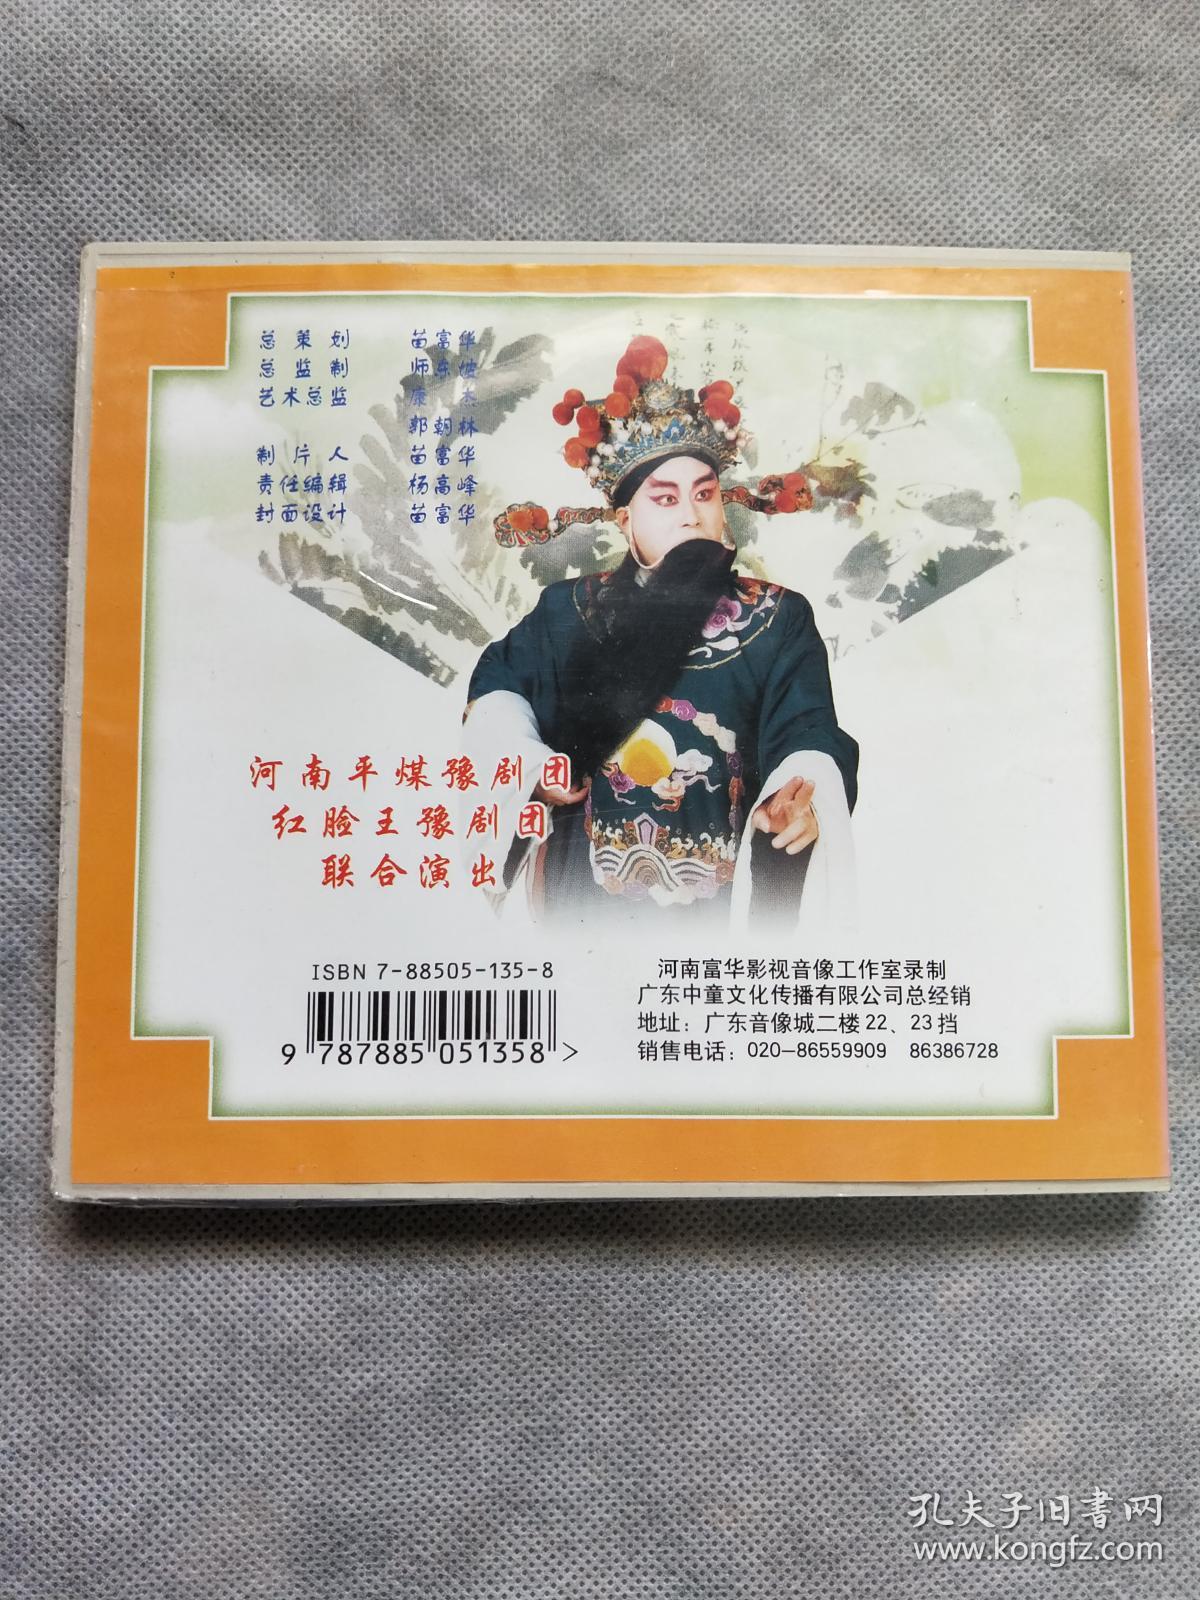 总策划 苗富华
总监制 师东坡
艺术总监 康杰
郭朝林
制片人 苗富华
责任编辑 杨高峰
封面设计 苗富华
河南平煤豫剧团
红脸王豫剧团
联合演出
ISBN 7-88505-135-8
9 787885 051358 >
河南富华影视音像工作室录制
广东中童文化传播有限公司总经销
地址：广东音像城二楼22、23挡
销售电话：020-86559909 86386728
孔夫子旧书网
www.kongfz.com